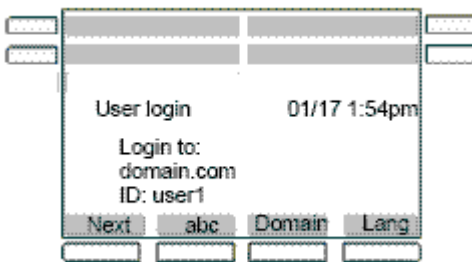 User login 01/17 1:54pm
Login to:
domain.com
ID: user1
Next abc Domain Lang